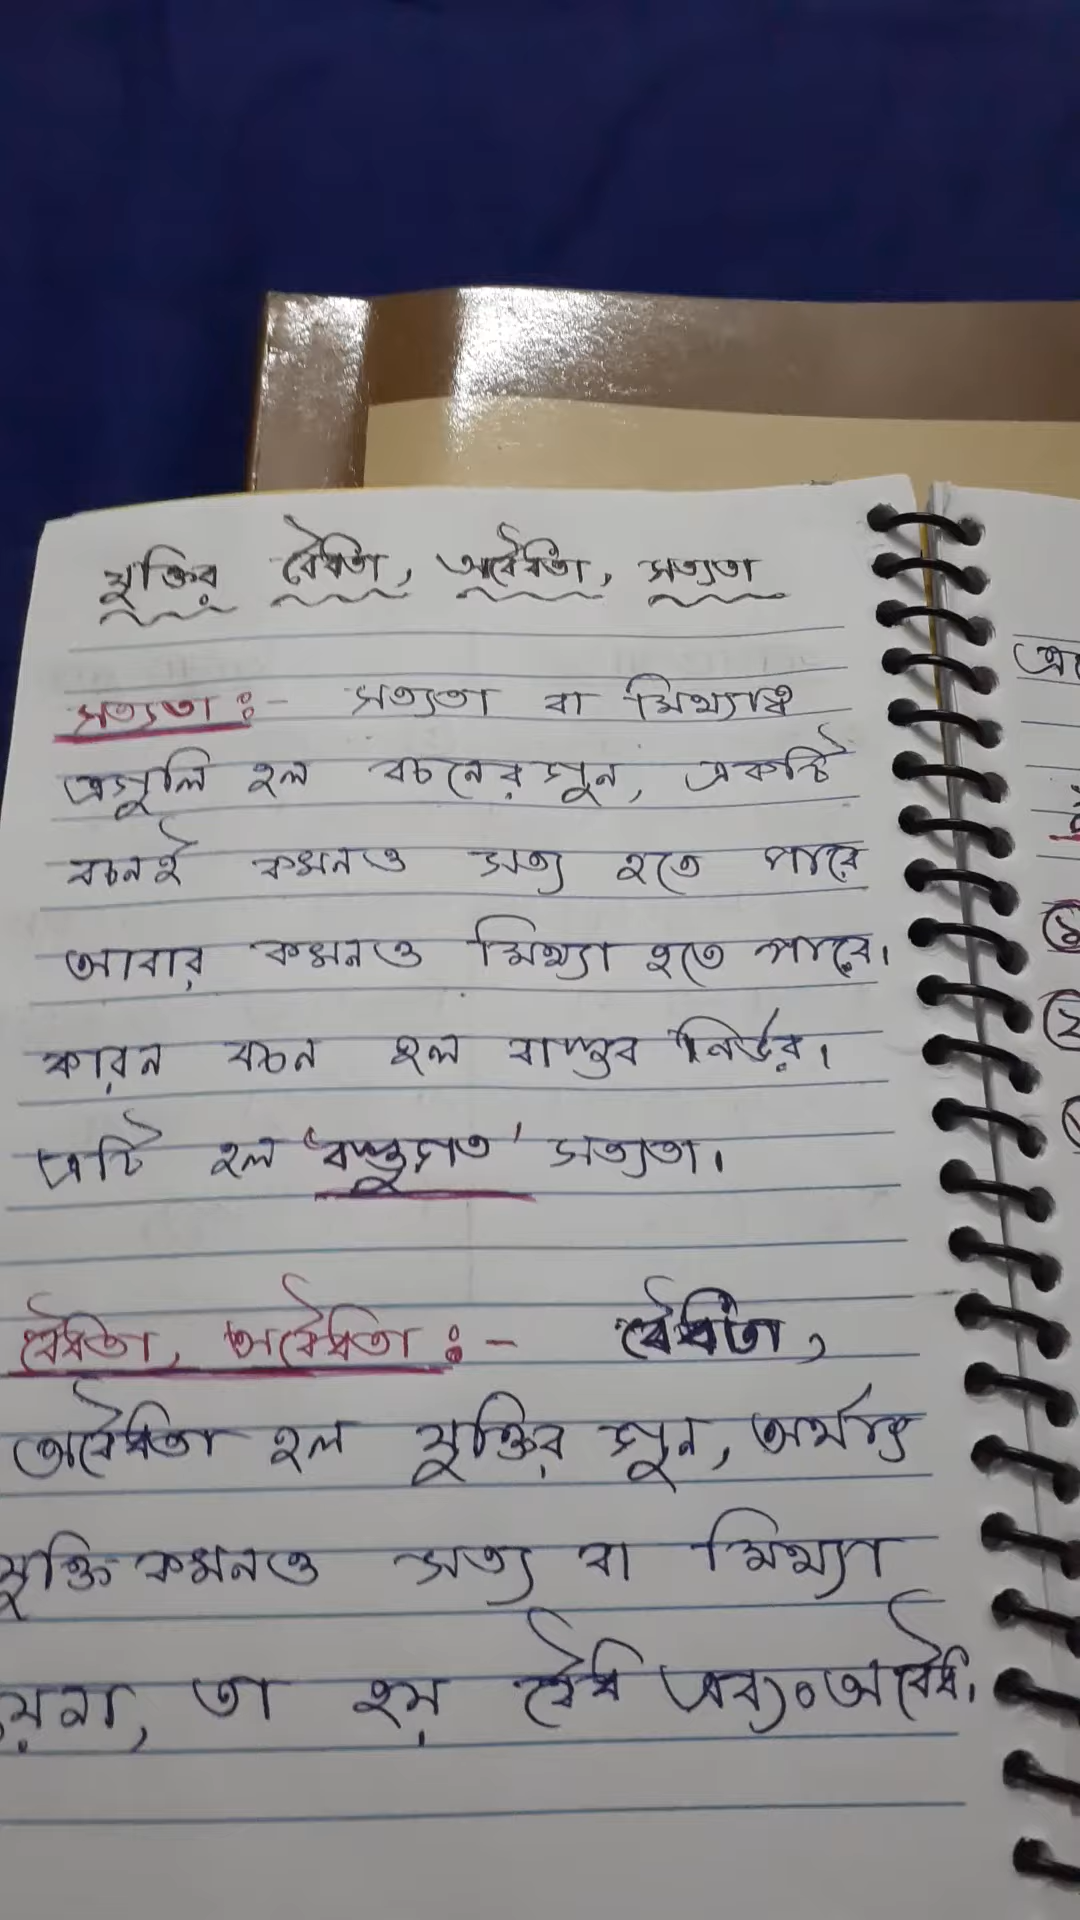 যুক্তির বৈধতা, অবৈধতা, সত্যতা
সত্যতা ঃ- সত্যতা বা মিথ্যাত্ব
এগুলি হল বচনের গুন, একটি
বচনই কখনও সত্য হতে পারে
আবার কখনও মিথ্যা হতে পারে।
কারন বচন হল বাস্তব নির্ভর।
এটি হল 'বস্তুগত' সত্যতা।
বৈধতা, অবৈধতা ঃ- বৈধতা,
অবৈধতা হল যুক্তির গুন, অর্থাৎ
যুক্তি কখনও সত্য বা মিথ্যা
হয়না, তা হয় বৈধ এবং অবৈধ।
১
২